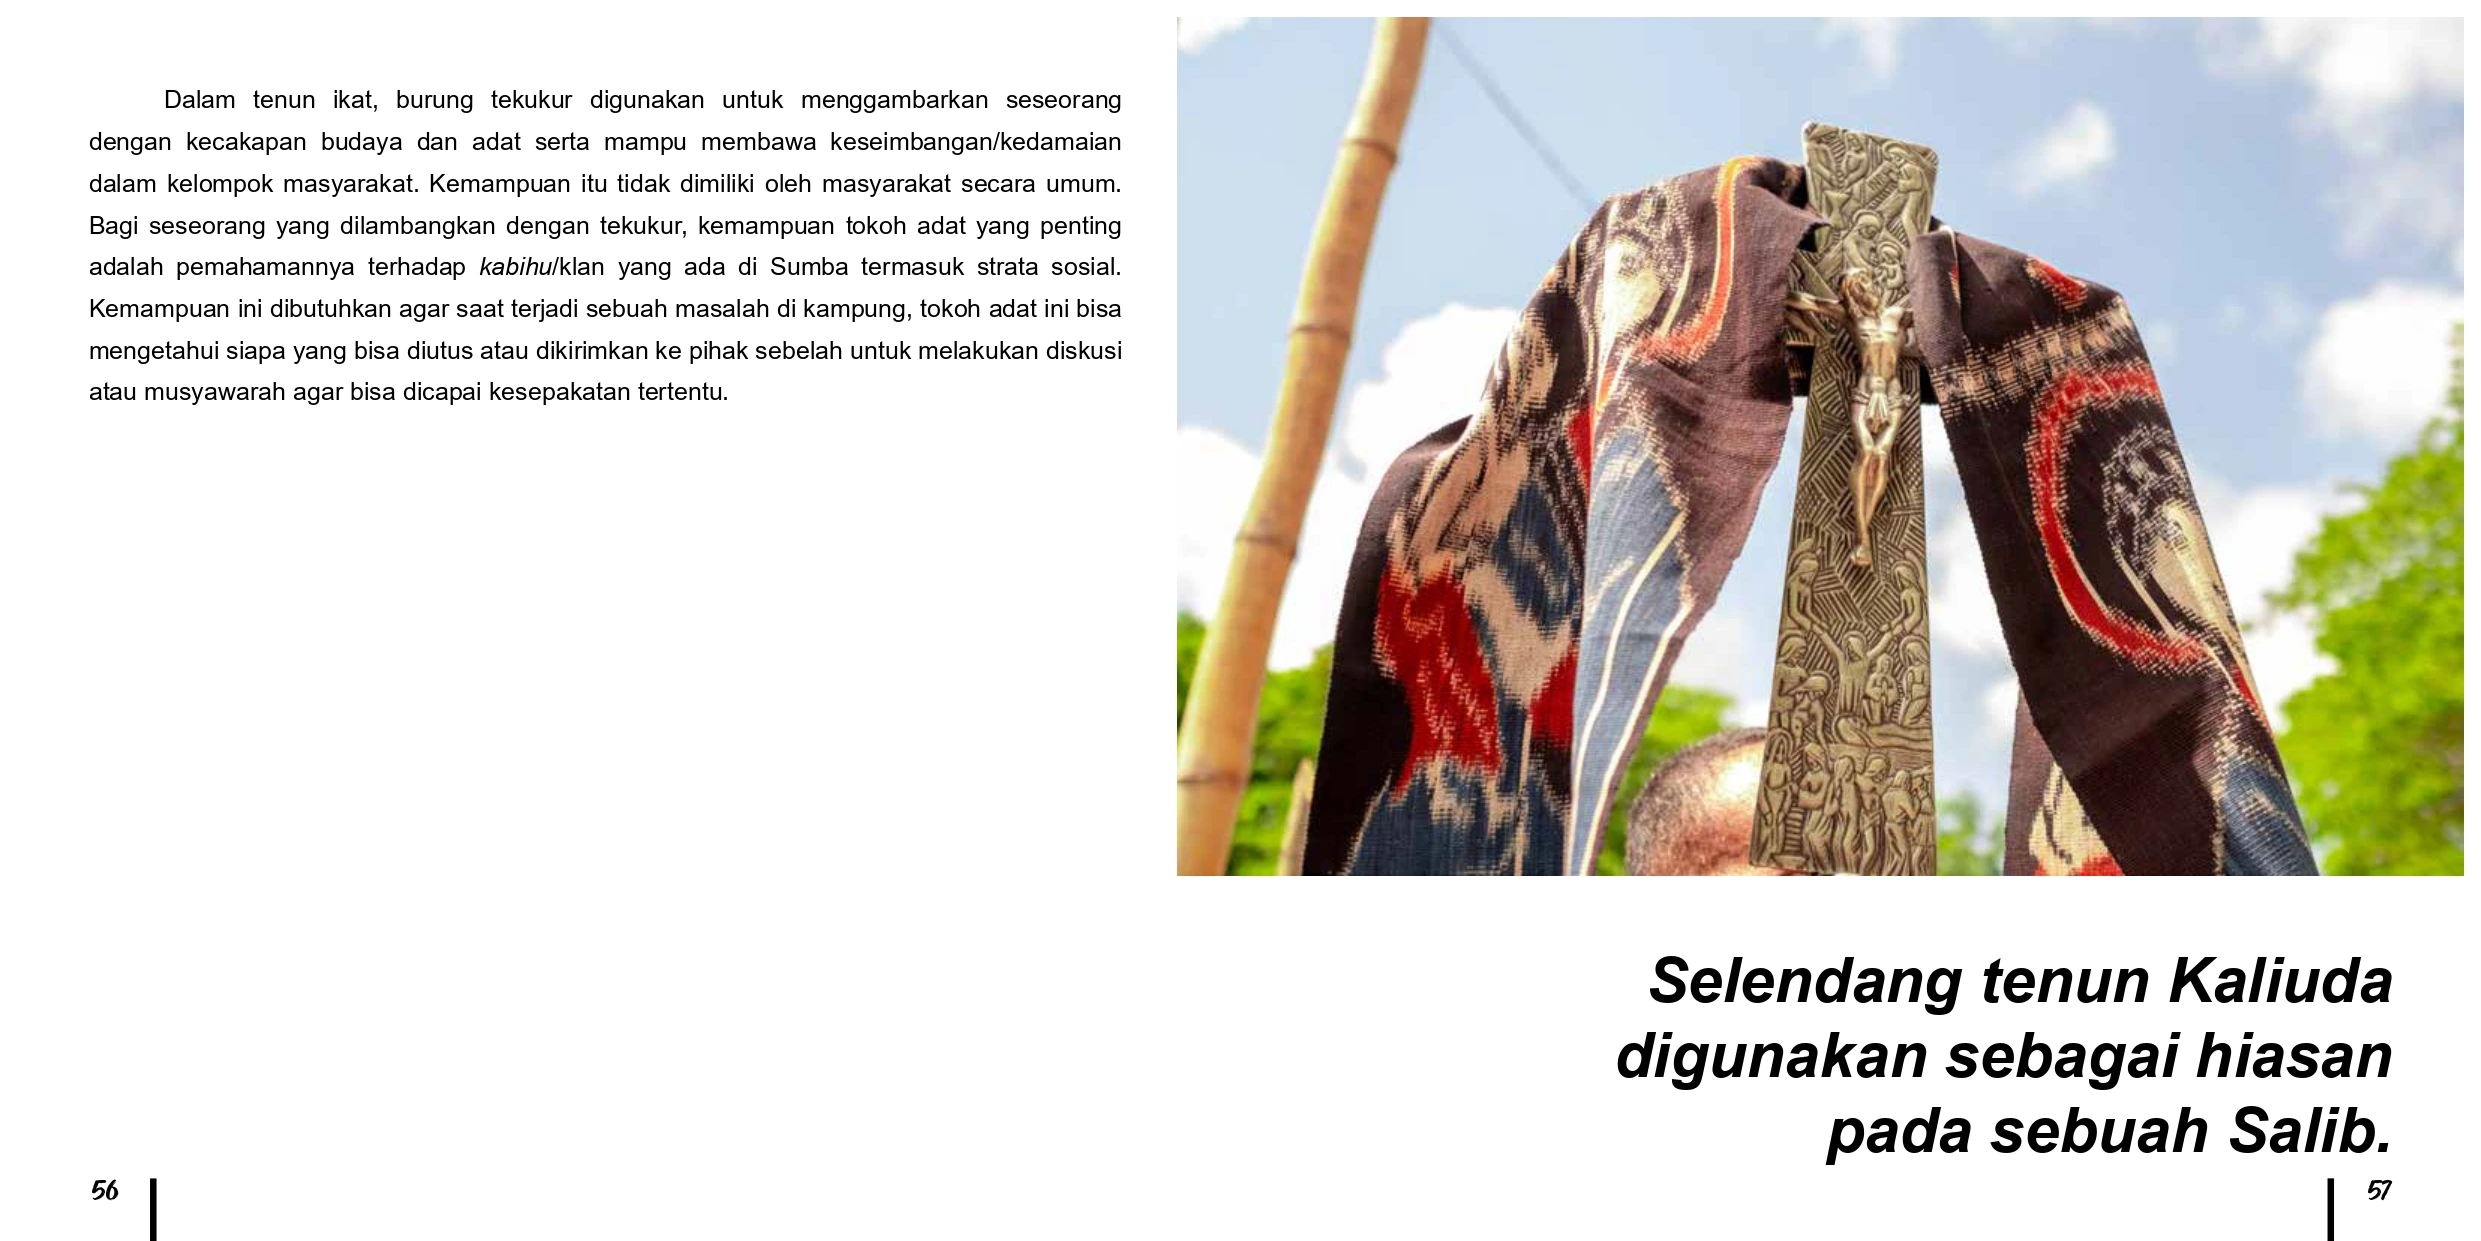 Dalam tenun ikat, burung tekukur digunakan untuk menggambarkan seseorang
dengan kecakapan budaya dan adat serta mampu membawa keseimbangan/kedamaian
dalam kelompok masyarakat. Kemampuan itu tidak dimiliki oleh masyarakat secara umum.
Bagi seseorang yang dilambangkan dengan tekukur, kemampuan tokoh adat yang penting
adalah pemahamannya terhadap kabihu/klan yang ada di Sumba termasuk strata sosial.
Kemampuan ini dibutuhkan agar saat terjadi sebuah masalah di kampung, tokoh adat ini bisa
mengetahui siapa yang bisa diutus atau dikirimkan ke pihak sebelah untuk melakukan diskusi
atau musyawarah agar bisa dicapai kesepakatan tertentu.
Selendang tenun Kaliuda
digunakan sebagai hiasan
pada sebuah Salib.
56
57